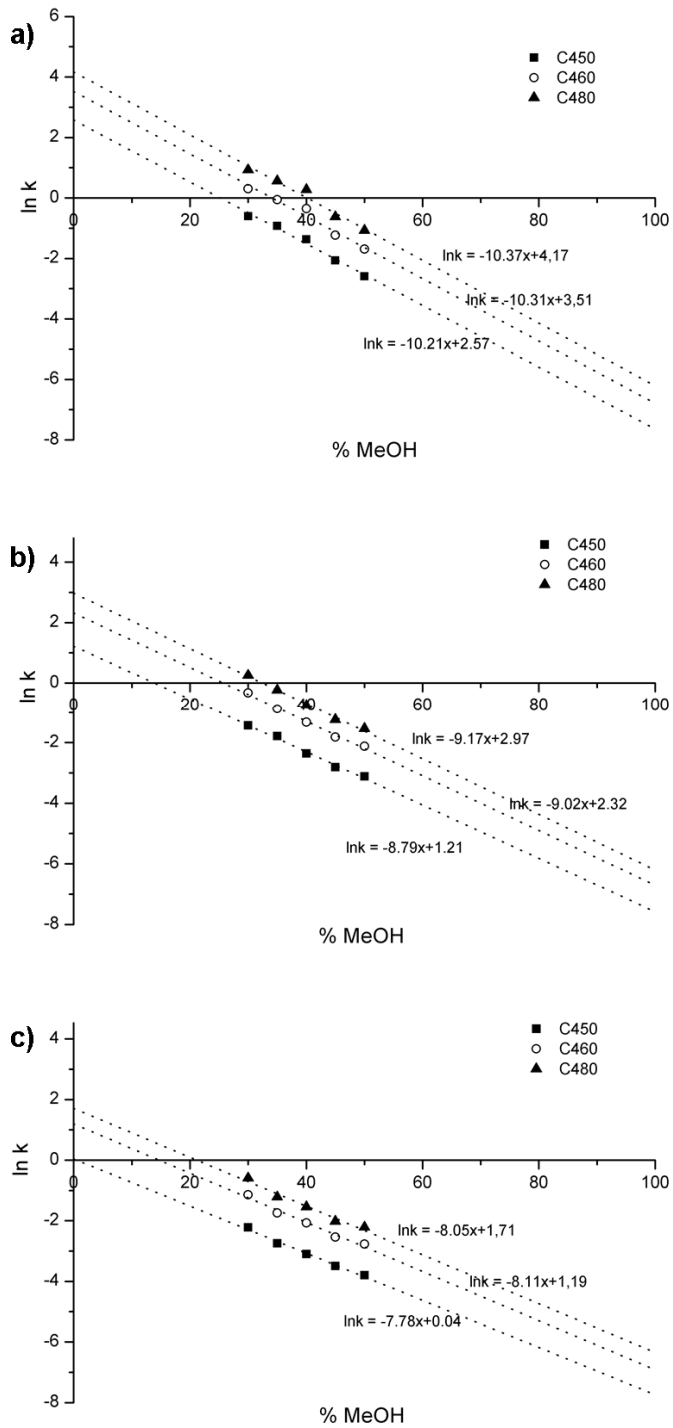 a)
6
4
2
0
-2
-4
-6
-8
ln k
C450
C460
C480
0 20 40 60 80 100
lnk = -10.37x+4,17
lnk = -10.31x+3,51
lnk = -10.21x+2.57
% MeOH
b)
4
2
0
-2
-4
-6
-8
ln k
C450
C460
C480
0 20 40 60 80 100
lnk = -9.17x+2.97
lnk = -9.02x+2.32
lnk = -8.79x+1.21
% MeOH
c)
4
2
0
-2
-4
-6
-8
ln k
C450
C460
C480
0 20 40 60 80 100
lnk = -8.05x+1,71
lnk = -8.11x+1,19
lnk = -7.78x+0.04
% MeOH